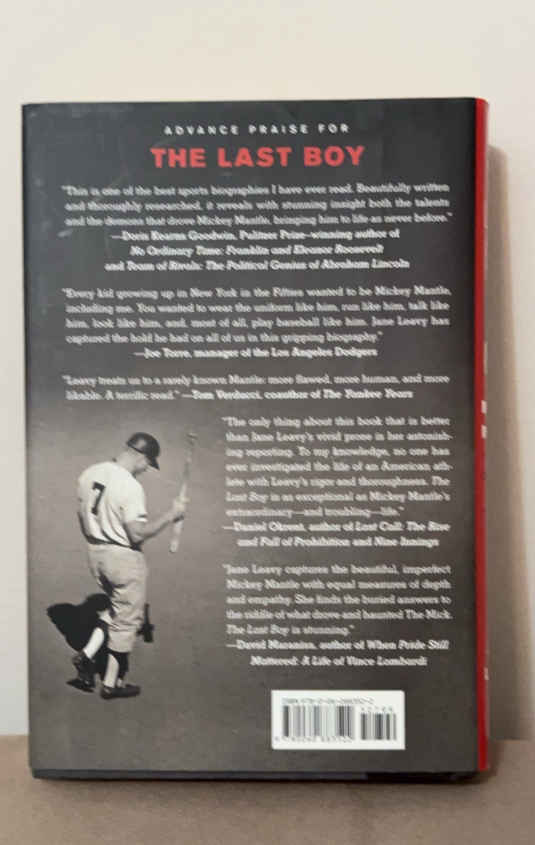 ADVANCE PRAISE FOR
THE LAST BOY
"This is one of the best sports biographies I have ever read. Beautifully written
and thoroughly researched, it reveals with stunning insight both the talents
and the demons that drove Mickey Mantle, bringing him to life as never before."
—Doris Kearns Goodwin, Pulitzer Prize–winning author of
No Ordinary Time: Franklin and Eleanor Roosevelt
and Team of Rivals: The Political Genius of Abraham Lincoln
"Every kid growing up in New York in the Fifties wanted to be Mickey Mantle,
including me. You wanted to wear the uniform like him, run like him, talk like
him, look like him, and, most of all, play baseball like him. Jane Leavy has
captured the hold he had on all of us in this gripping biography."
—Joe Torre, manager of the Los Angeles Dodgers
"Leavy treats us to a rarely known Mantle: more flawed, more human, and more
likable. A terrific read." —Tom Verducci, coauthor of The Yankee Years
"The only thing about this book that is better
than Jane Leavy's vivid prose is her astonish-
ing reporting. To my knowledge, no one has
ever investigated the life of an American ath-
lete with Leavy's rigor and thoroughness. The
Last Boy is as exceptional as Mickey Mantle's
extraordinary—and troubling—life."
—Daniel Okrent, author of Last Call: The Rise
and Fall of Prohibition and Nine Innings
"Jane Leavy captures the beautiful, imperfect
Mickey Mantle with equal measures of depth
and empathy. She finds the buried answers to
the riddle of what drove and haunted The Mick.
The Last Boy is stunning."
—David Maraniss, author of When Pride Still
Mattered: A Life of Vince Lombardi
7
ISBN 978-0-06-088352-2